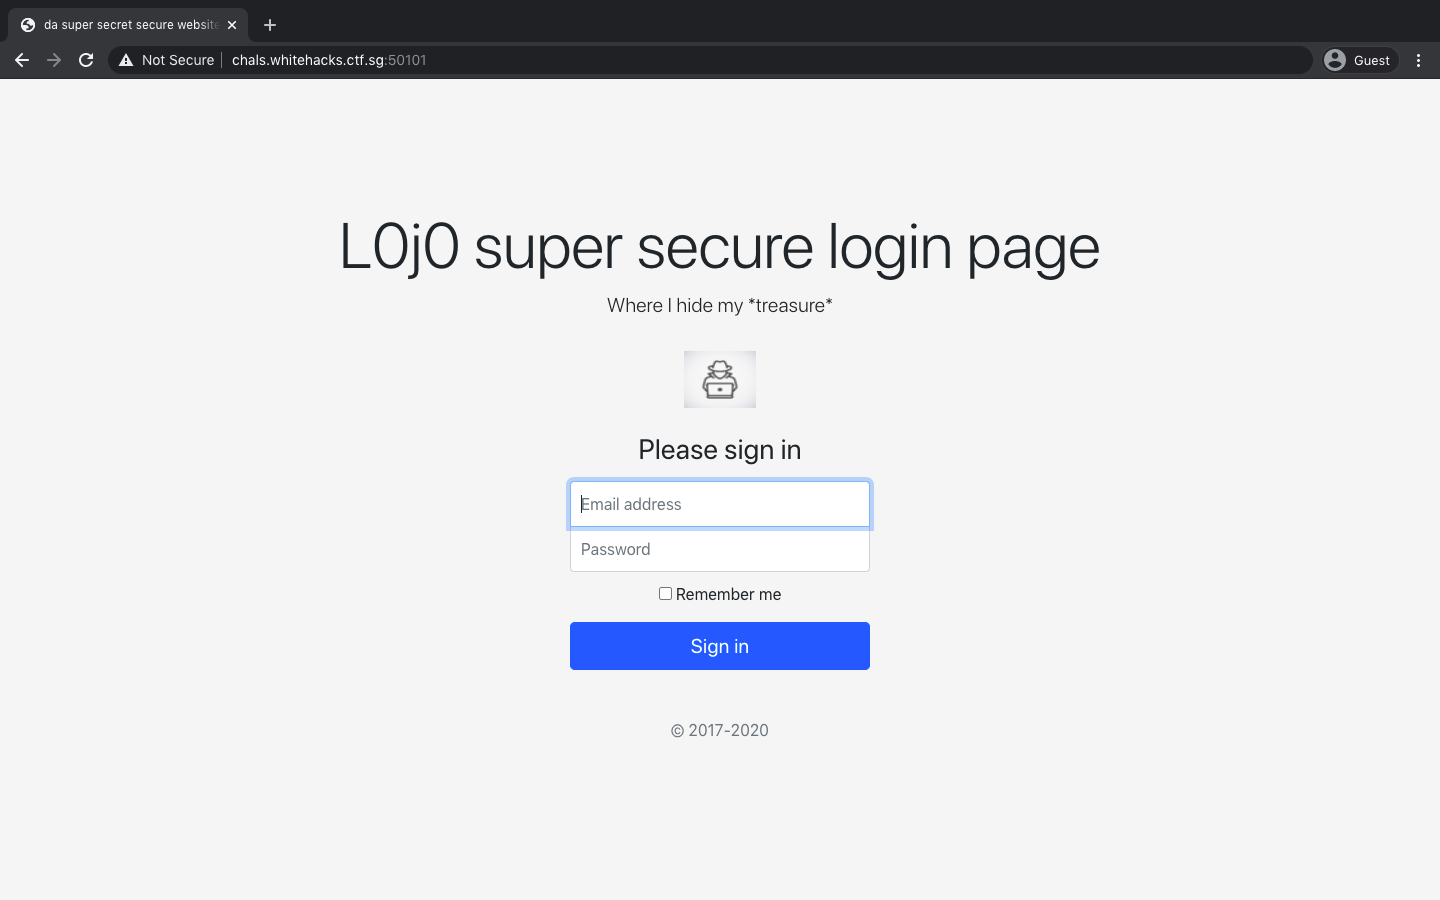 da super secret secure website
Not Secure
chals.whitehacks.ctf.sg:50101
Guest
L0j0 super secure login page
Where I hide my *treasure*
Please sign in
Email address
Password
Remember me
Sign in
© 2017-2020